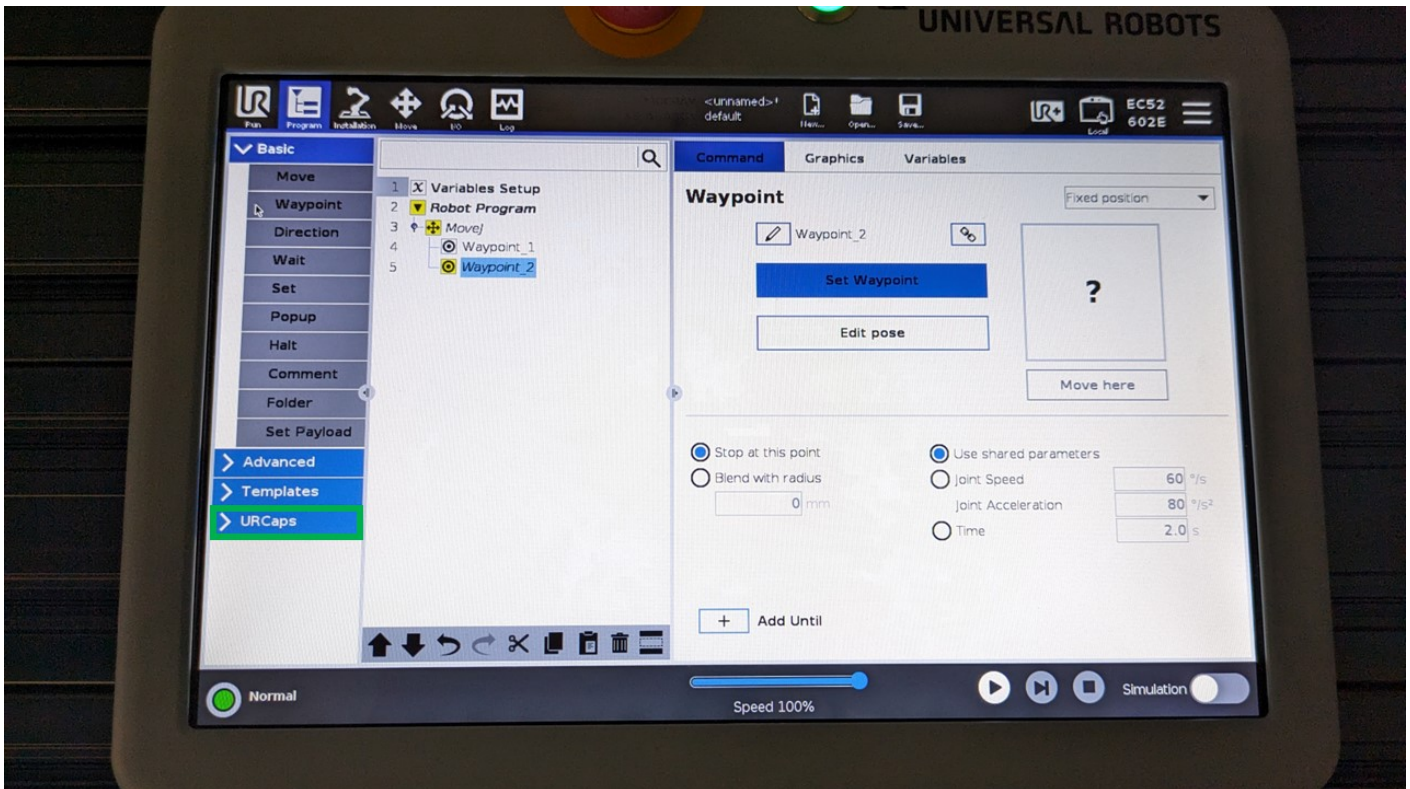 UNIVERSAL ROBOTS
UR
Run
Program
Installation
Move
I/O
Log
<unnamed>*
default
New...
Open...
Save...
UR+
Local
EC52
602E
Basic
Move
Waypoint
Direction
Wait
Set
Popup
Halt
Comment
Folder
Set Payload
Advanced
Templates
URCaps
1 X Variables Setup
2 Robot Program
3 MoveJ
4 Waypoint_1
5 Waypoint_2
Command Graphics Variables
Waypoint
Fixed position
Waypoint_2
Set Waypoint
Edit pose
?
Move here
Stop at this point
Blend with radius
0 mm
Use shared parameters
Joint Speed 60 °/s
Joint Acceleration 80 °/s²
Time 2.0 s
+ Add Until
Normal
Speed 100%
Simulation